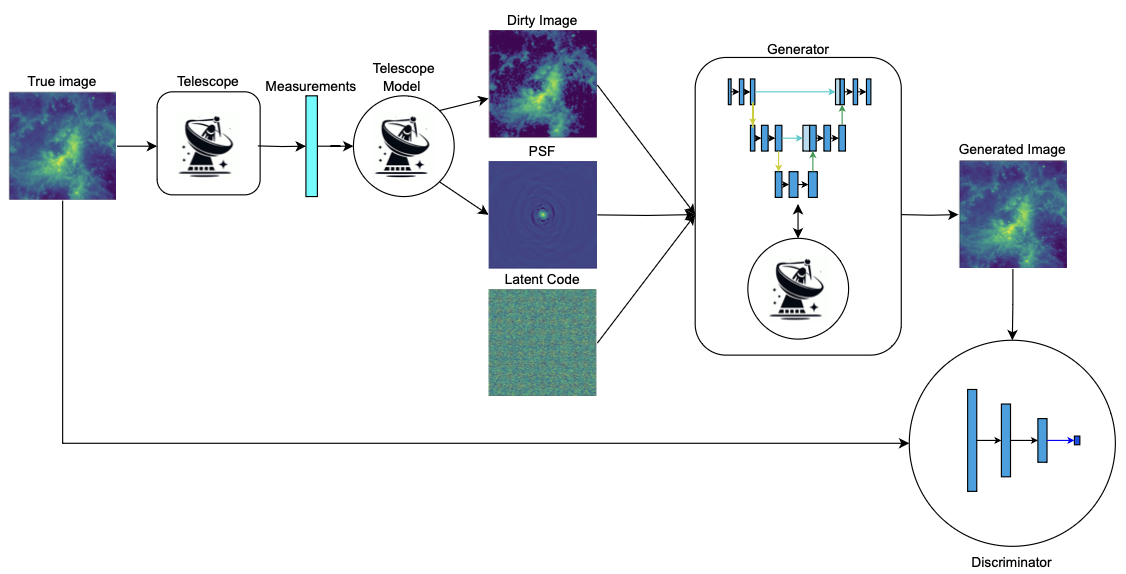 True image
Telescope
Measurements
Telescope
Model
Dirty Image
PSF
Latent Code
Generator
Generated Image
Discriminator